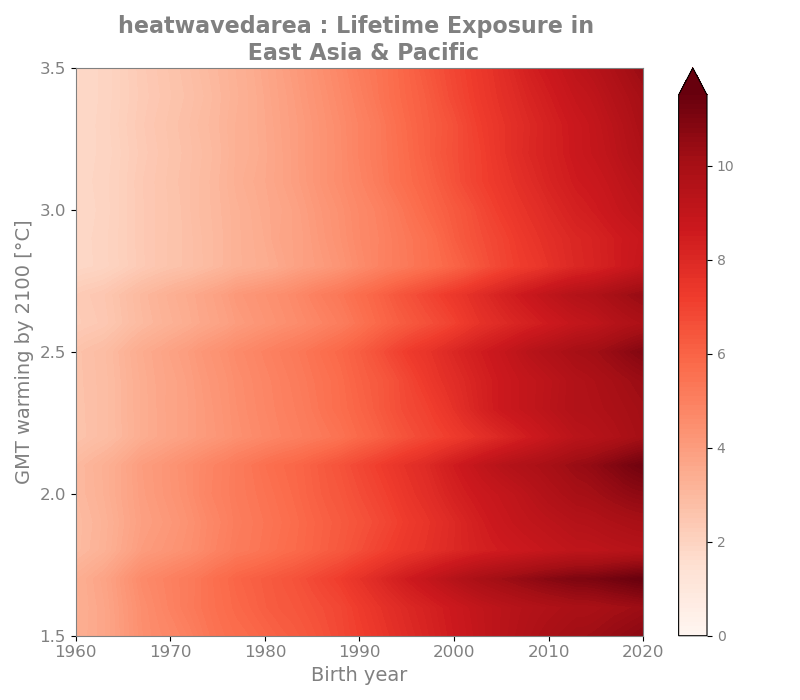 heatwavedarea : Lifetime Exposure in
East Asia & Pacific
3.5
3.0
2.5
2.0
1.5
GMT warming by 2100 [°C]
1960 1970 1980 1990 2000 2010 2020
Birth year
10
8
6
4
2
0